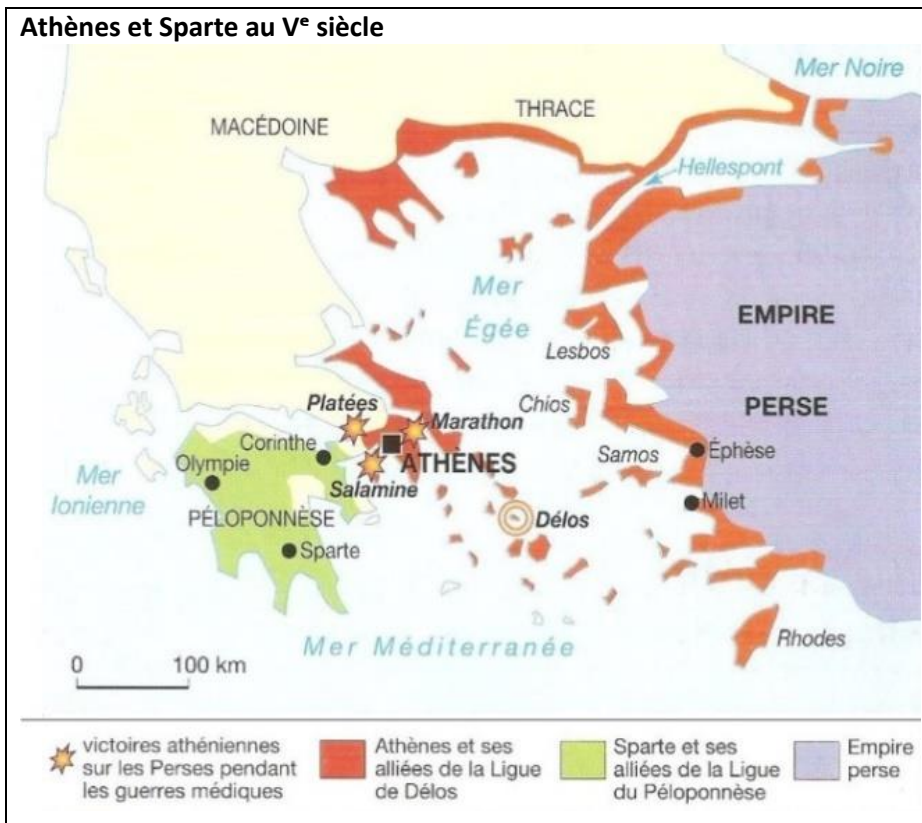 Athènes et Sparte au Vᵉ siècle
Mer Noire
THRACE
MACÉDOINE
Hellespont
Mer
Égée
EMPIRE
PERSE
Lesbos
Platées
Marathon
Chios
Corinthe
ATHÈNES
Éphèse
Samos
Olympie
Mer
Ionienne
Salamine
Milet
PÉLOPONNÈSE
Délos
Sparte
Mer Méditerranée
Rhodes
0 100 km
victoires athéniennes
sur les Perses pendant
les guerres médiques
Athènes et ses
alliées de la Ligue
de Délos
Sparte et ses
alliées de la Ligue
du Péloponnèse
Empire
perse